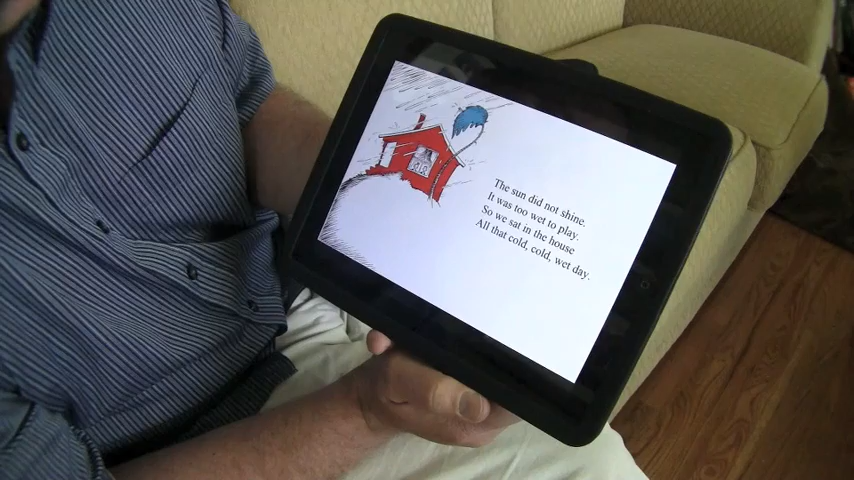 The sun did not shine.
It was too wet to play.
So we sat in the house
All that cold, cold, wet day.